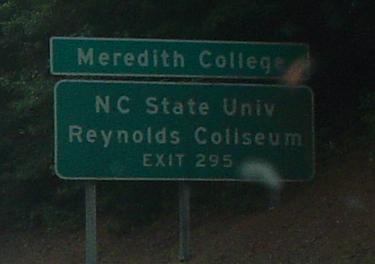 Meredith College
NC State Univ
Reynolds Coliseum
EXIT 295